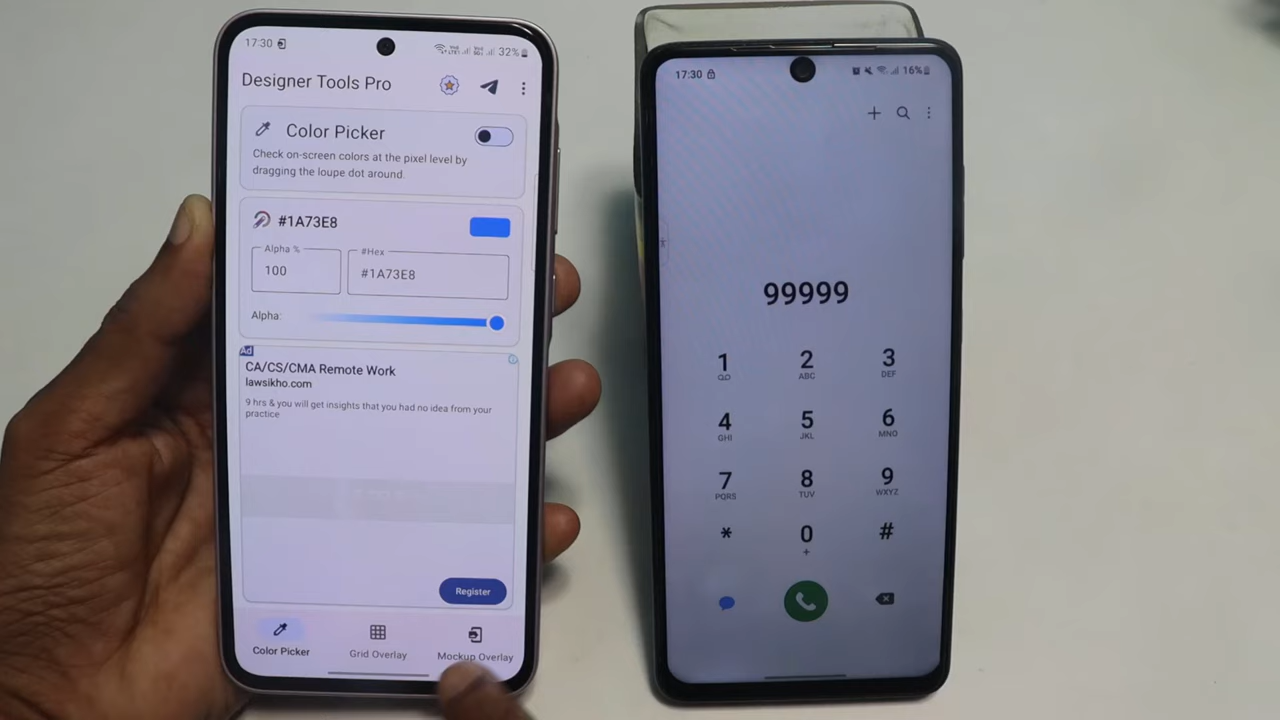 17:30
32%
Designer Tools Pro
Color Picker
Check on-screen colors at the pixel level by
dragging the loupe dot around.
#1A73E8
Alpha %
100
#Hex
#1A73E8
Alpha:
Ad
CA/CS/CMA Remote Work
lawsikho.com
9 hrs & you will get insights that you had no idea from your
practice
Register
Color Picker
Grid Overlay
Mockup Overlay
17:30
16%
99999
1
2
ABC
3
DEF
4
GHI
5
JKL
6
MNO
7
PQRS
8
TUV
9
WXYZ
*
0
+
#